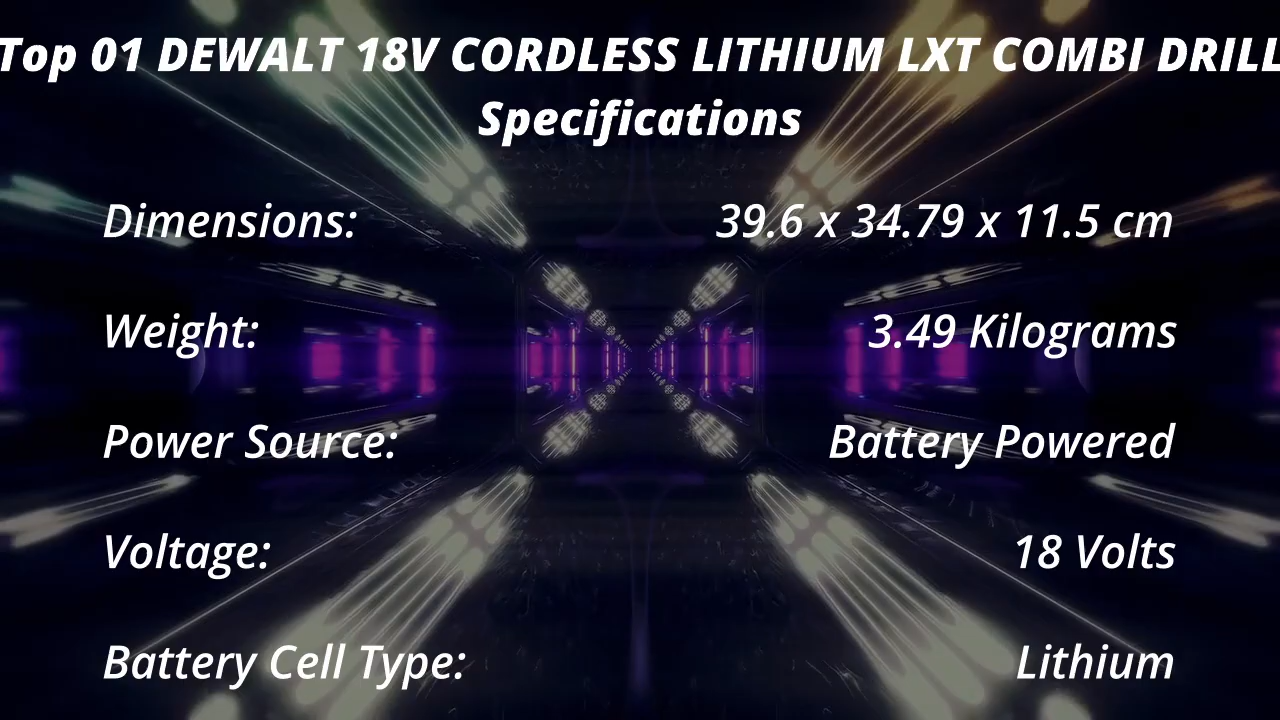 Top 01 DEWALT 18V CORDLESS LITHIUM LXT COMBI DRILL
Specifications
Dimensions: 39.6 x 34.79 x 11.5 cm
Weight: 3.49 Kilograms
Power Source: Battery Powered
Voltage: 18 Volts
Battery Cell Type: Lithium